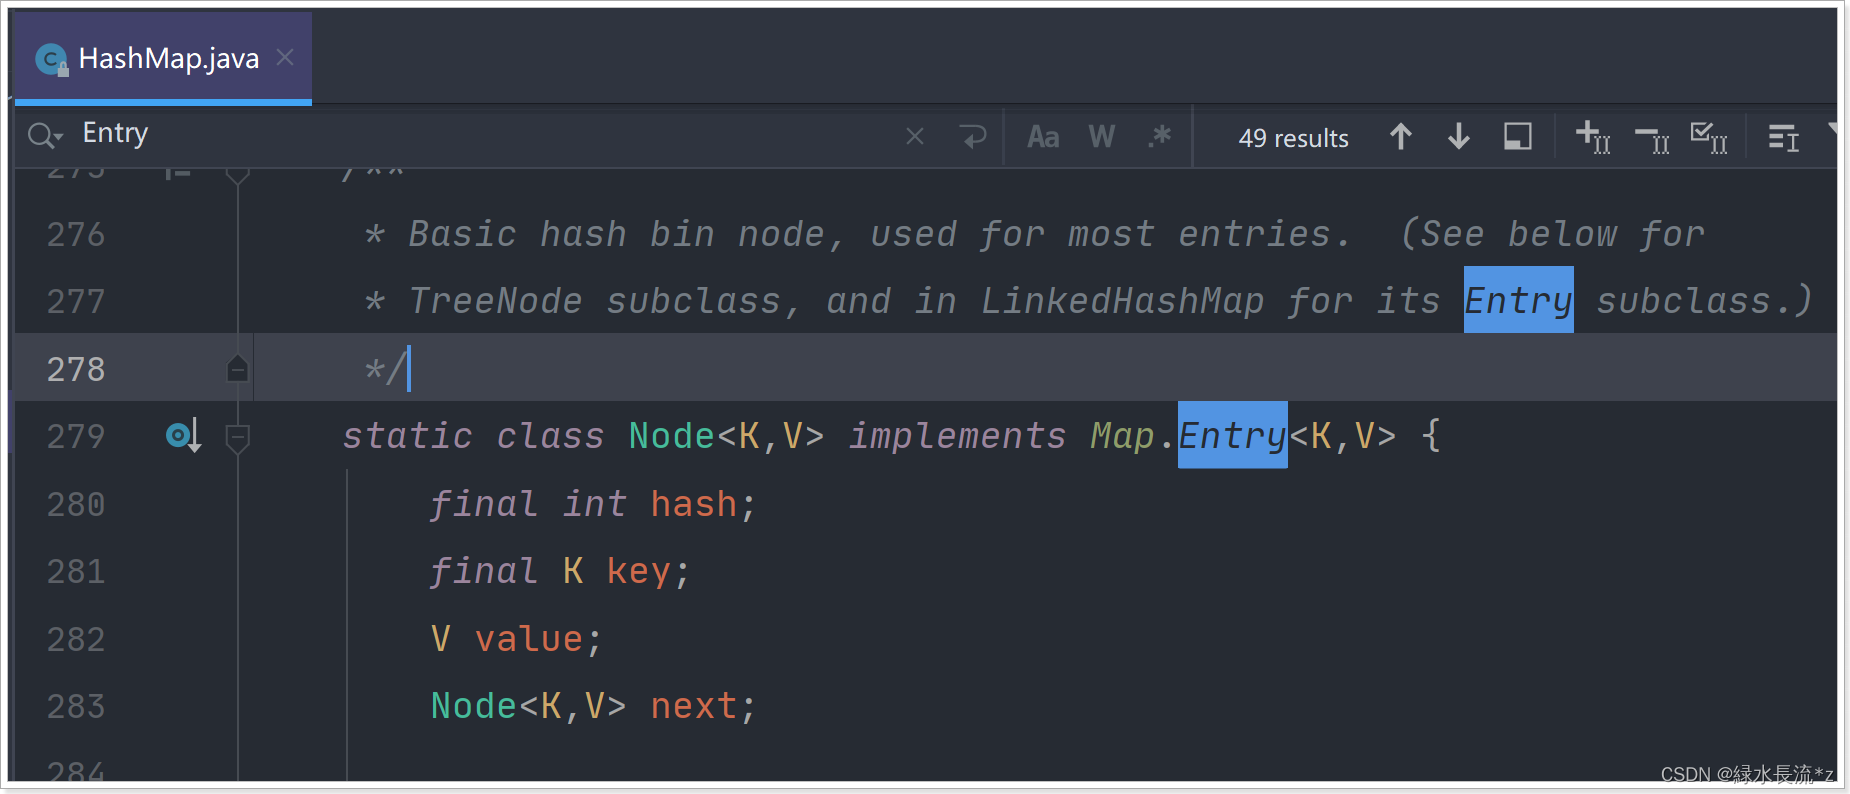 HashMap.java
Entry
Aa W .* 49 results
275 /**
276 * Basic hash bin node, used for most entries. (See below for
277 * TreeNode subclass, and in LinkedHashMap for its Entry subclass.)
278 */
279 static class Node<K,V> implements Map.Entry<K,V> {
280 final int hash;
281 final K key;
282 V value;
283 Node<K,V> next;
284
CSDN @緑水長流*z